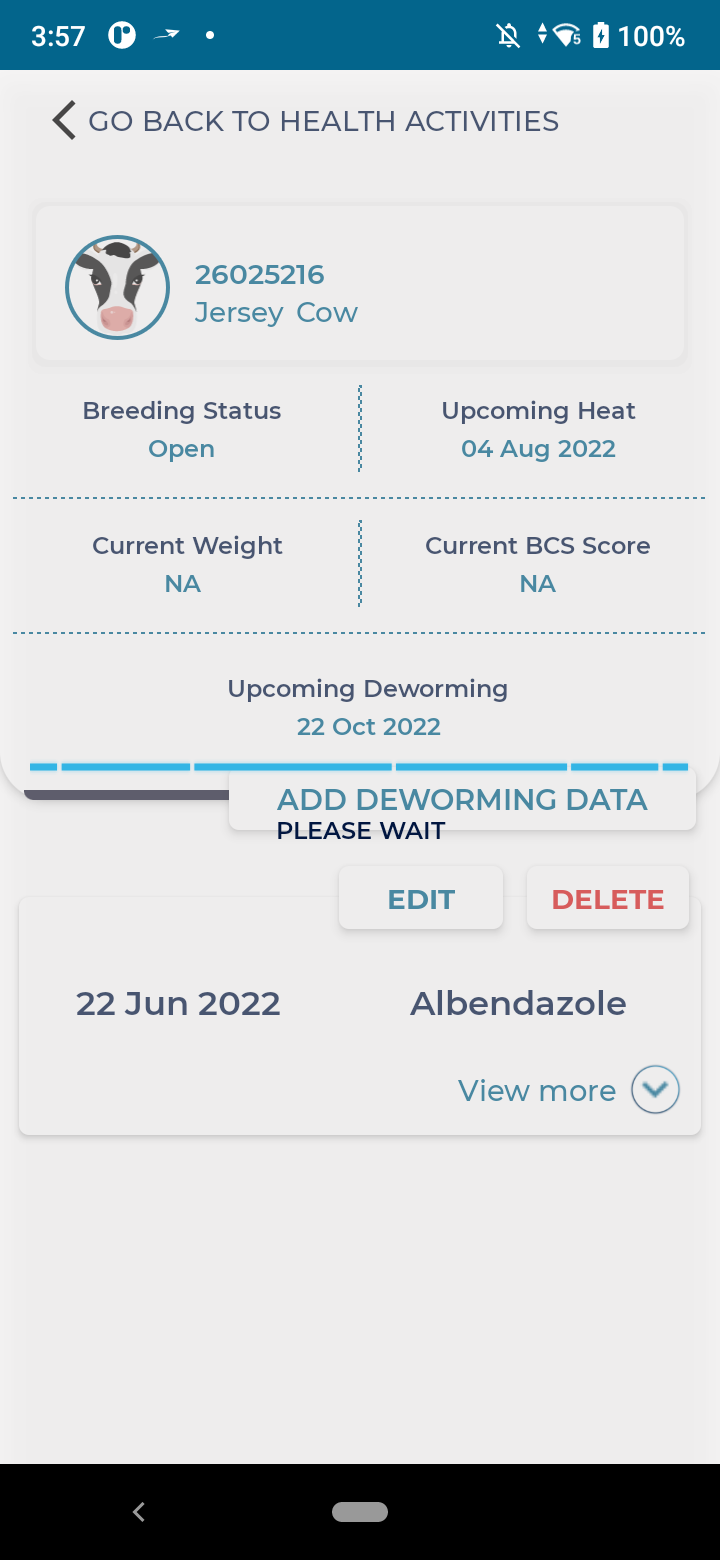 3:57
5
100%
GO BACK TO HEALTH ACTIVITIES
26025216
Jersey Cow
Breeding Status
Open
Upcoming Heat
04 Aug 2022
Current Weight
NA
Current BCS Score
NA
Upcoming Deworming
22 Oct 2022
ADD DEWORMING DATA
PLEASE WAIT
EDIT
DELETE
22 Jun 2022
Albendazole
View more